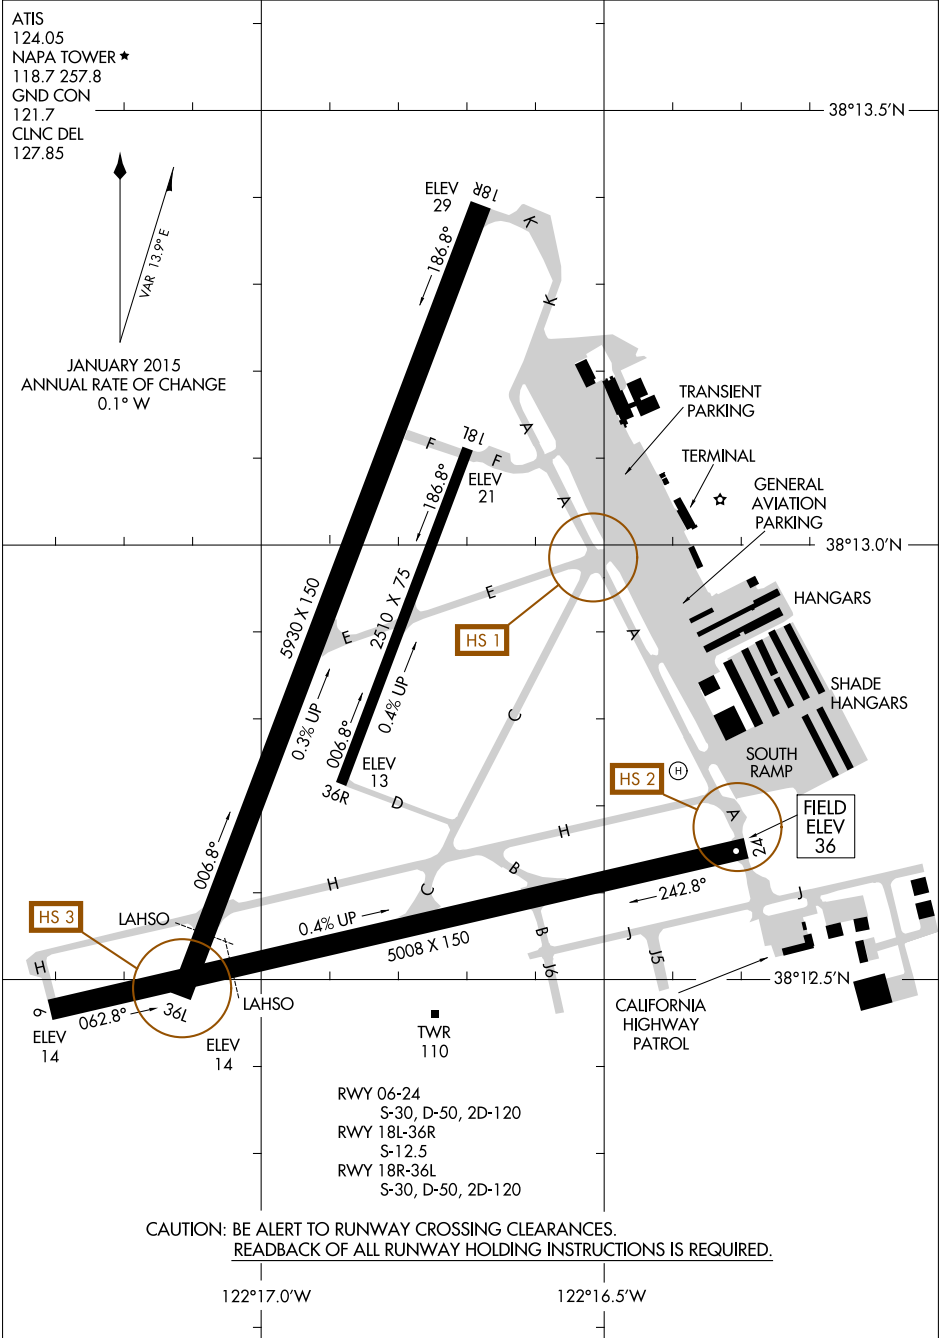 ATIS
124.05
NAPA TOWER ★
118.7 257.8
GND CON
121.7
CLNC DEL
127.85
38°13.5'N
VAR 13.9° E
JANUARY 2015
ANNUAL RATE OF CHANGE
0.1° W
ELEV
29
18R
186.8°
K
K
TRANSIENT
PARKING
A
18L
F
F
TERMINAL
ELEV
21
186.8°
GENERAL
AVIATION
PARKING
A
38°13.0'N
5930 X 150
2510 X 75
E
E
HS 1
HANGARS
A
SHADE
HANGARS
0.3% UP
006.8°
0.4% UP
C
ELEV
13
36R
D
SOUTH
RAMP
HS 2
H
A
FIELD
ELEV
36
24
H
006.8°
B
H
C
242.8°
J
HS 3
LAHSO
0.4% UP
5008 X 150
B
J
J5
J6
H
38°12.5'N
6
062.8°
36L
LAHSO
ELEV
14
ELEV
14
TWR
110
CALIFORNIA
HIGHWAY
PATROL
RWY 06-24
S-30, D-50, 2D-120
RWY 18L-36R
S-12.5
RWY 18R-36L
S-30, D-50, 2D-120
CAUTION: BE ALERT TO RUNWAY CROSSING CLEARANCES.
READBACK OF ALL RUNWAY HOLDING INSTRUCTIONS IS REQUIRED.
122°17.0'W
122°16.5'W